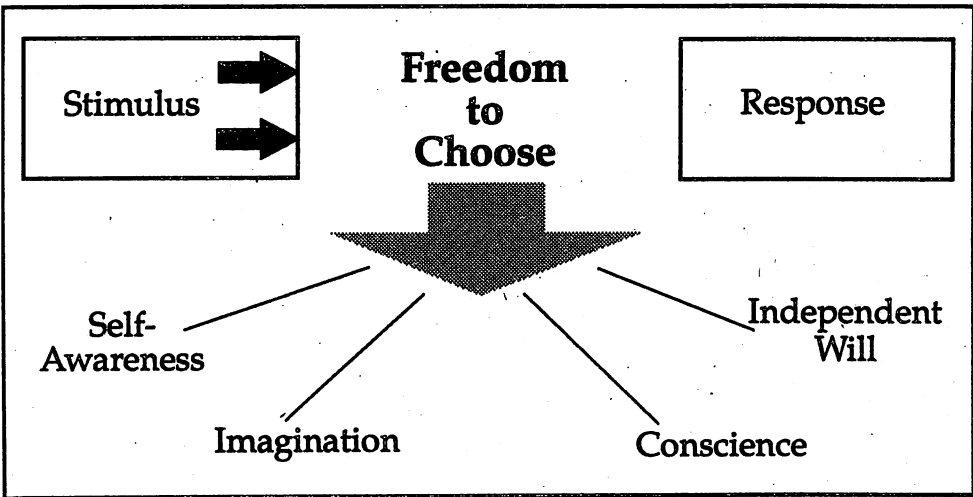 Stimulus
Freedom
to
Choose
Response
Self-
Awareness
Imagination
Conscience
Independent
Will